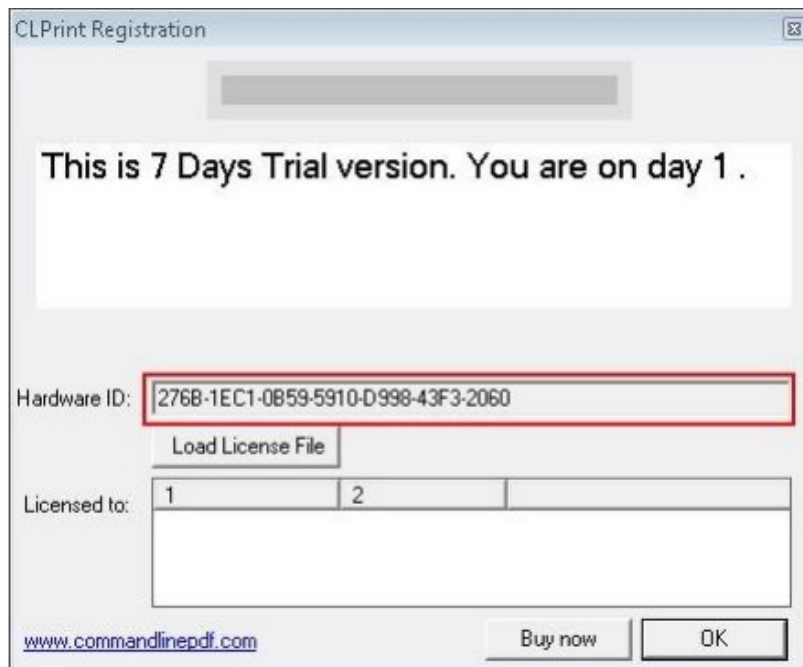 CLPrint Registration
This is 7 Days Trial version. You are on day 1 .
Hardware ID: 276B-1EC1-0B59-5910-D998-43F3-2060
Load License File
Licensed to: 1 2
www.commandlinepdf.com Buy now OK